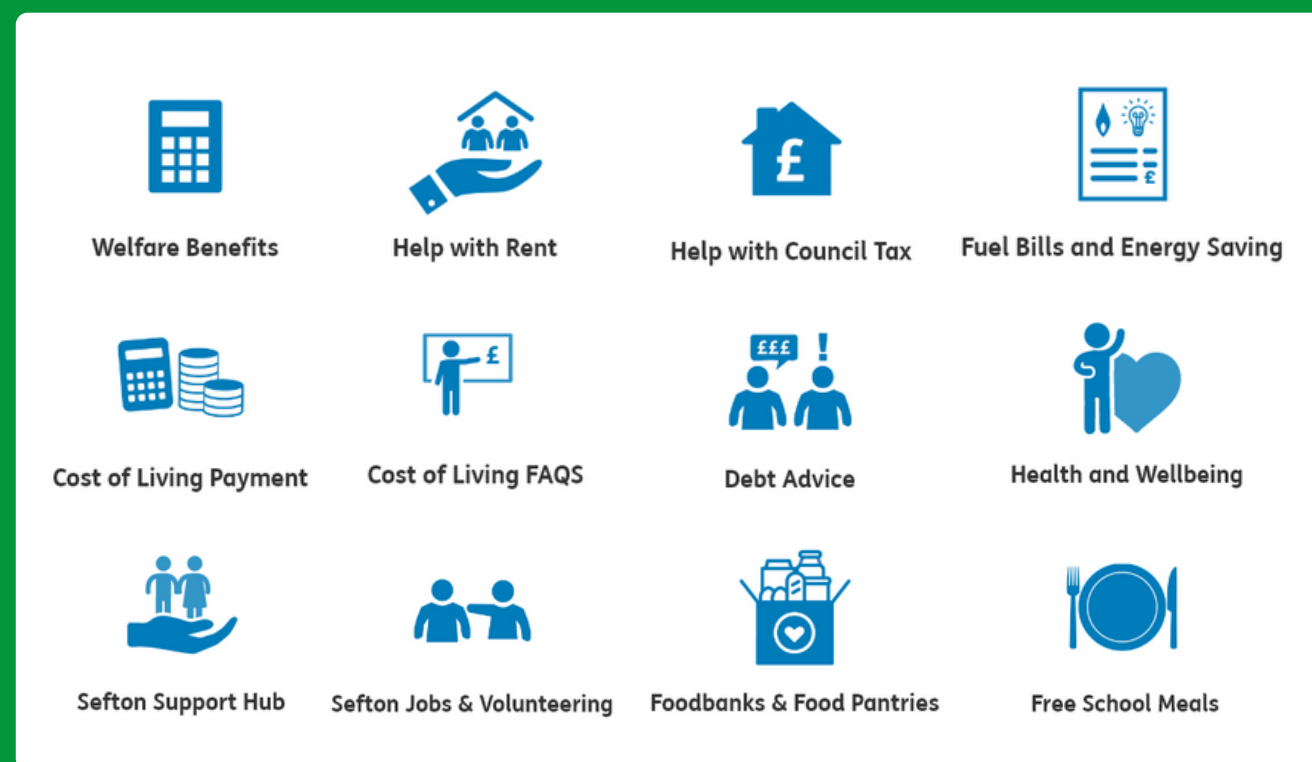 £
£
Welfare Benefits
Help with Rent
Help with Council Tax
Fuel Bills and Energy Saving
£
£££ !
Cost of Living Payment
Cost of Living FAQS
Debt Advice
Health and Wellbeing
Sefton Support Hub
Sefton Jobs & Volunteering
Foodbanks & Food Pantries
Free School Meals